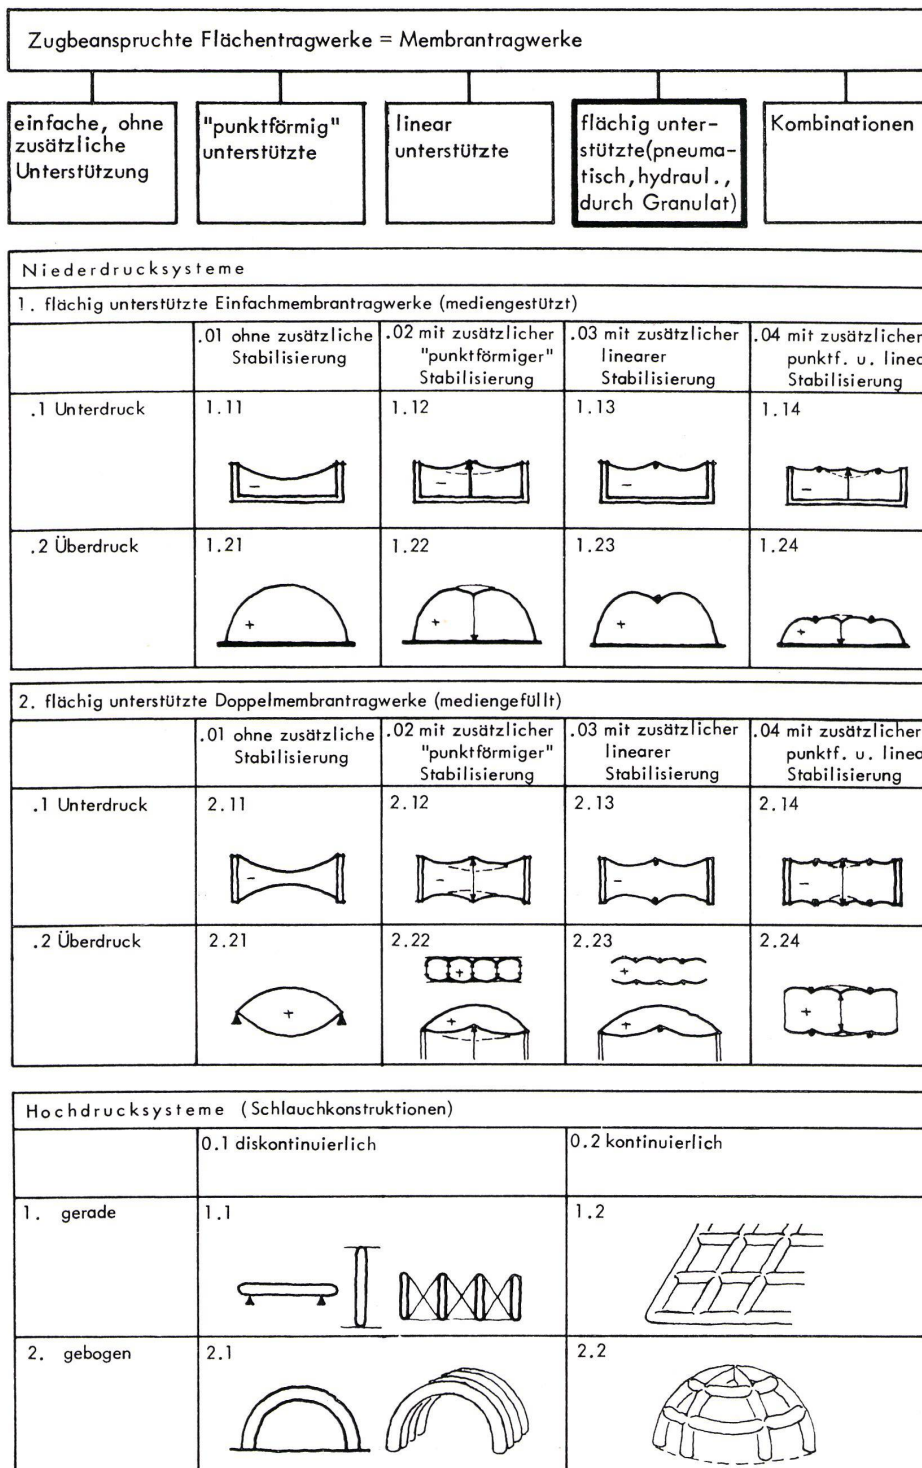 Zugbeanspruchte Flächentragwerke = Membrantragwerke
einfache, ohne
zusätzliche
Unterstützung
"punktförmig"
unterstützte
linear
unterstützte
flächig unter-
stützte(pneuma-
tisch,hydraul.,
durch Granulat)
Kombinationen
Niederdrucksysteme
1. flächig unterstützte Einfachmembrantragwerke (mediengestützt)
.01 ohne zusätzliche
Stabilisierung
.02 mit zusätzlicher
"punktförmiger"
Stabilisierung
.03 mit zusätzlicher
linearer
Stabilisierung
.04 mit zusätzlicher
punktf. u. linea
Stabilisierung
.1 Unterdruck
1.11
1.12
1.13
1.14
-
-
-
-
.2 Überdruck
1.21
1.22
1.23
1.24
+
+
+
+
2. flächig unterstützte Doppelmembrantragwerke (mediengefüllt)
.01 ohne zusätzliche
Stabilisierung
.02 mit zusätzlicher
"punktförmiger"
Stabilisierung
.03 mit zusätzlicher
linearer
Stabilisierung
.04 mit zusätzlicher
punktf. u. linea
Stabilisierung
.1 Unterdruck
2.11
2.12
2.13
2.14
-
-
-
-
.2 Überdruck
2.21
2.22
2.23
2.24
+
+
+
+
+
+
Hochdrucksysteme (Schlauchkonstruktionen)
0.1 diskontinuierlich
0.2 kontinuierlich
1. gerade
1.1
1.2
2. gebogen
2.1
2.2